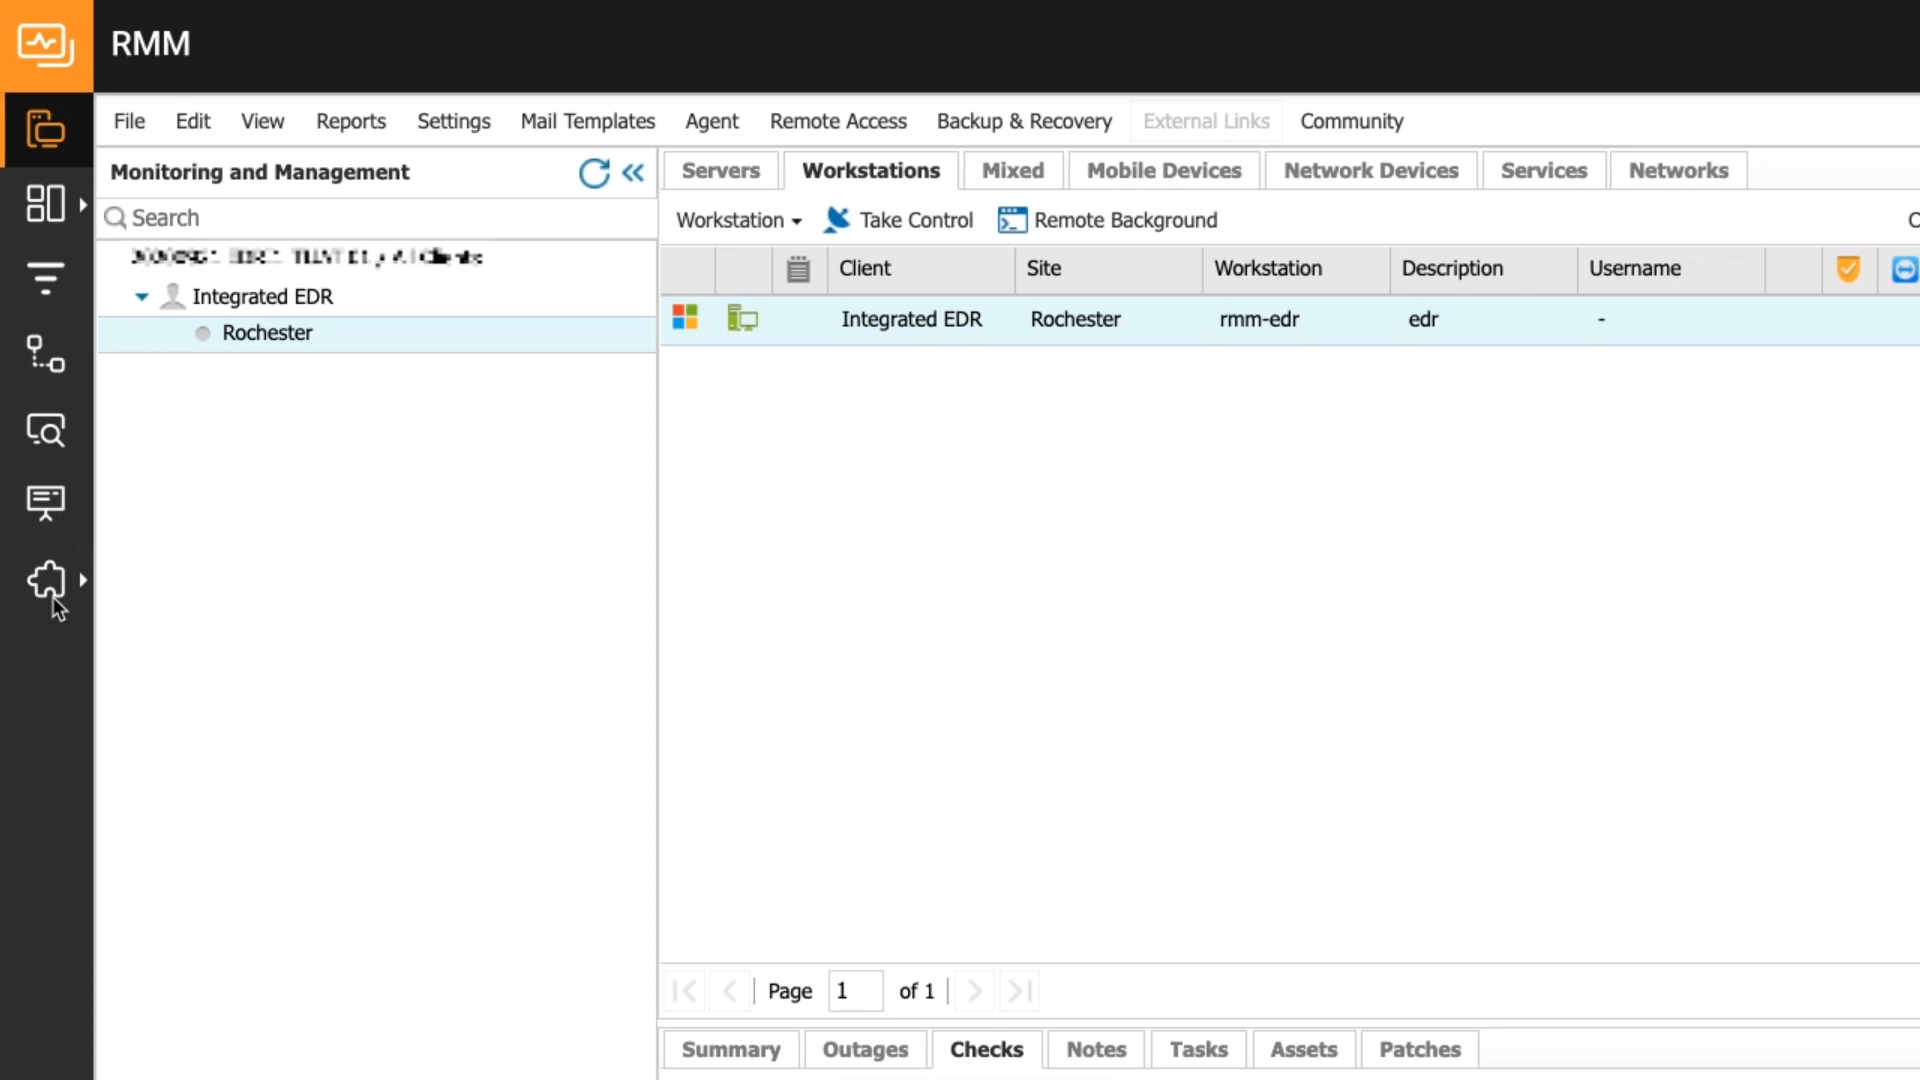 RMM
File Edit View Reports Settings Mail Templates Agent Remote Access Backup & Recovery External Links Community
Monitoring and Management
Search
Integrated EDR
Rochester
Servers Workstations Mixed Mobile Devices Network Devices Services Networks
Workstation Take Control Remote Background
Client Site Workstation Description Username
Integrated EDR Rochester rmm-edr edr -
Page 1 of 1
Summary Outages Checks Notes Tasks Assets Patches